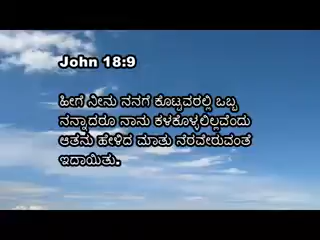 John 18:9
ಹೀಗೆ ನೀನು ನನಗೆ ಕೊಟ್ಟವರಲ್ಲಿ ಒಬ್ಬ
ನನ್ನಾದರೂ ನಾನು ಕಳಕೊಳ್ಳಲಿಲ್ಲವೆಂದು
ಆತನು ಹೇಳಿದ ಮಾತು ನೆರವೇರುವಂತೆ
ಇದಾಯಿತು.